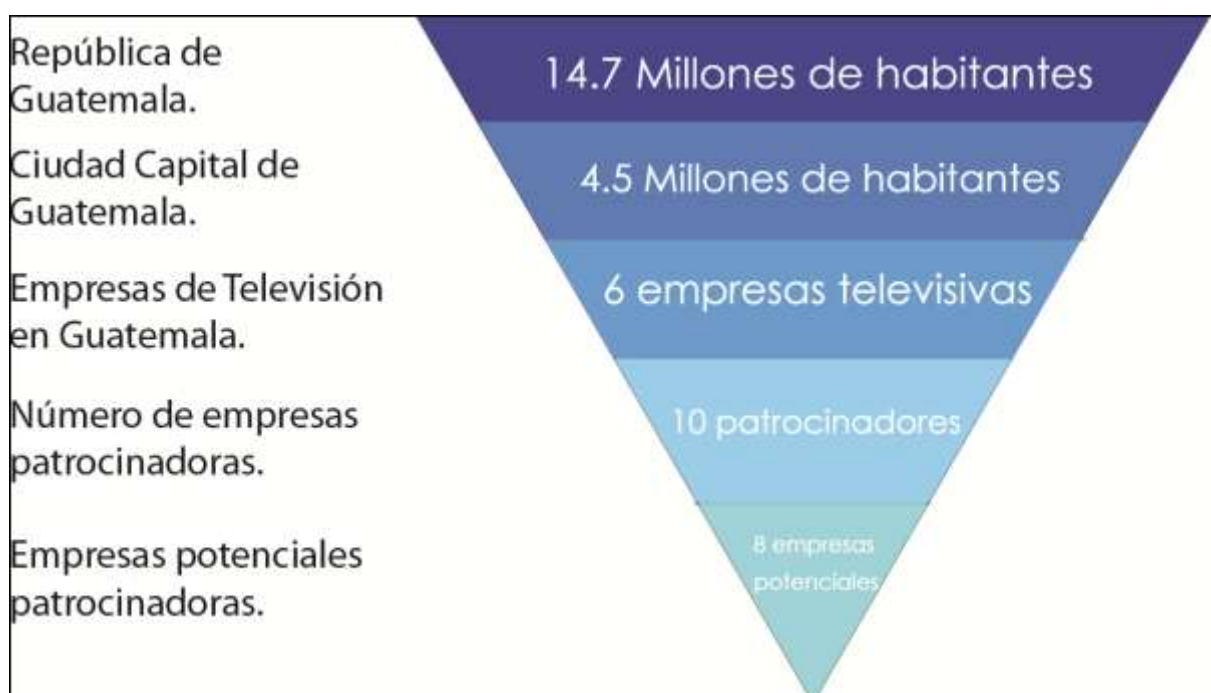 República de
Guatemala.
14.7 Millones de habitantes
Ciudad Capital de
Guatemala.
4.5 Millones de habitantes
Empresas de Televisión
en Guatemala.
6 empresas televisivas
Número de empresas
patrocinadoras.
10 patrocinadores
Empresas potenciales
patrocinadoras.
8 empresas
potenciales